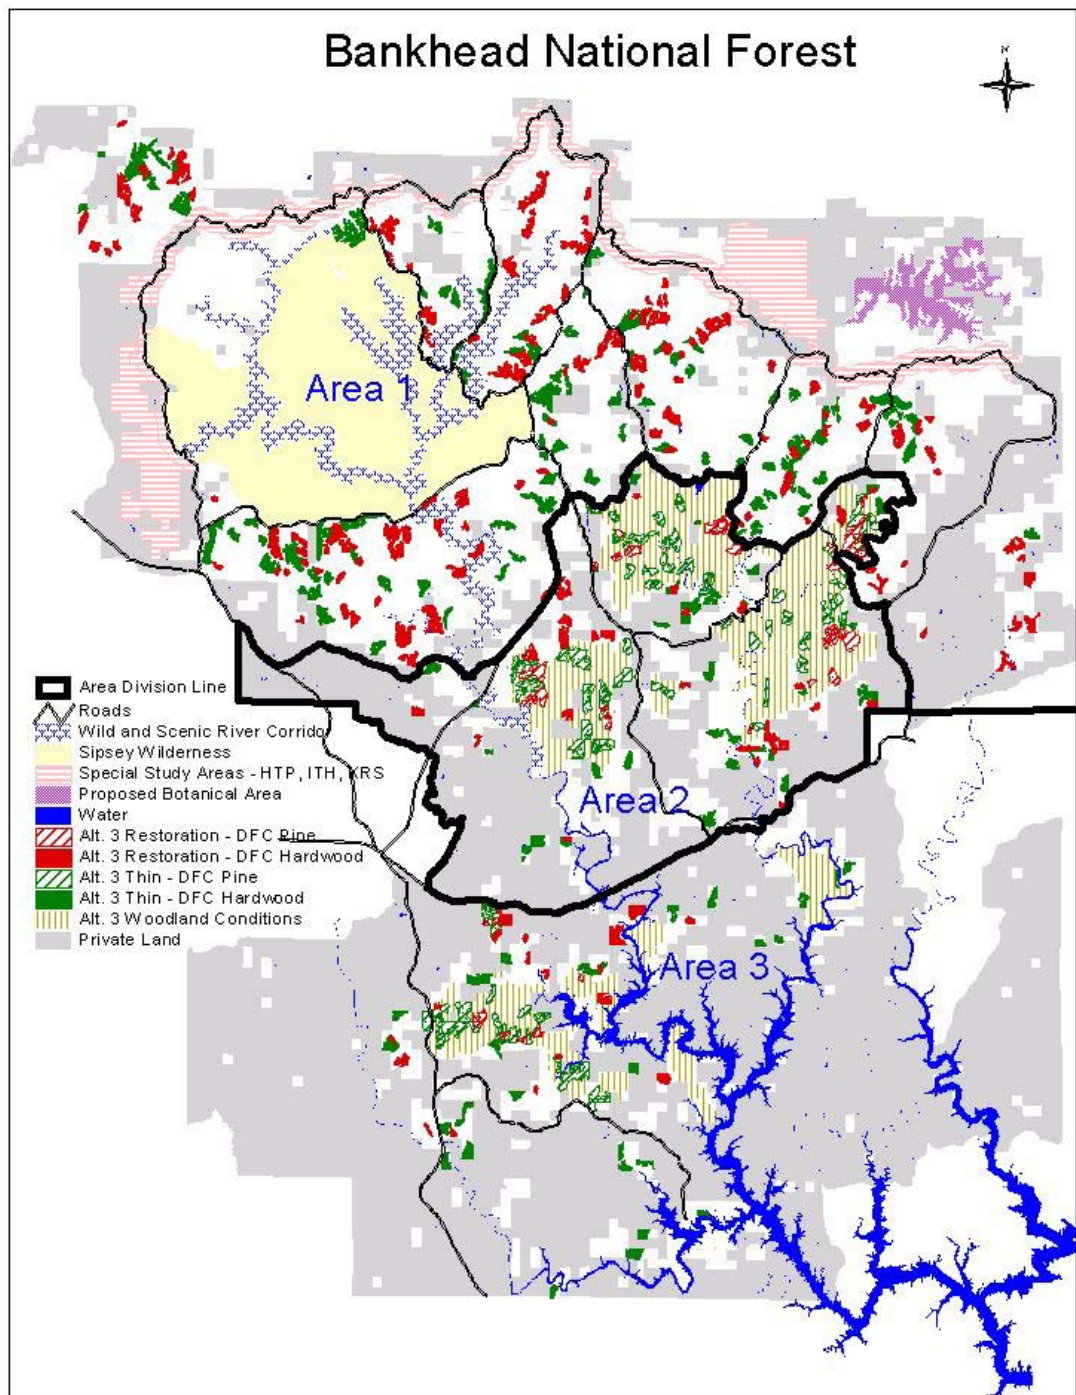 Bankhead National Forest
N
Area 1
Area Division Line
Roads
Wild and Scenic River Corrido
Sipsey Wilderness
Special Study Areas - HTP, ITH, KRS
Proposed Botanical Area
Water
Alt. 3 Restoration - DFC Pine
Alt. 3 Restoration - DFC Hardwood
Alt. 3 Thin - DFC Pine
Alt. 3 Thin - DFC Hardwood
Alt. 3 Woodland Conditions
Private Land
Area 2
Area 3